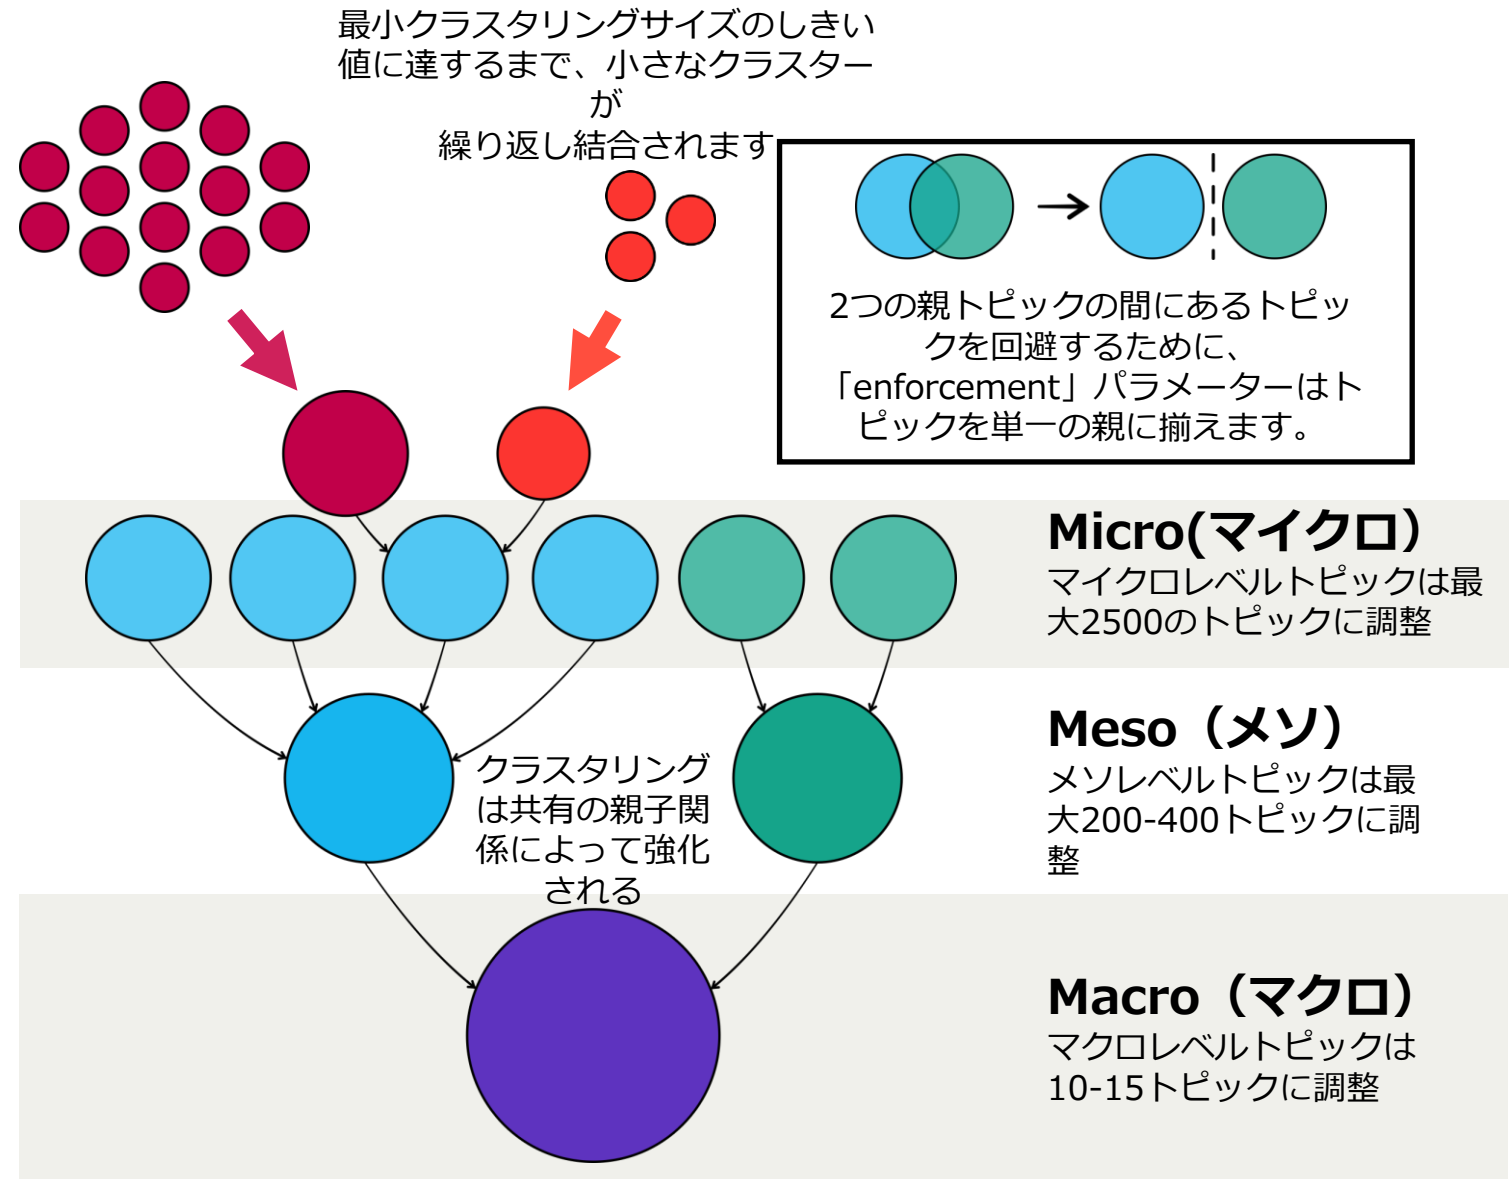 最小クラスタリングサイズのしきい
値に達するまで、小さなクラスター
が
繰り返し結合されます
2つの親トピックの間にあるトピッ
クを回避するために、
「enforcement」パラメーターはト
ピックを単一の親に揃えます。
Micro(マイクロ）
マイクロレベルトピックは最
大2500のトピックに調整
Meso（メソ）
メソレベルトピックは最
大200-400トピックに調
整
クラスタリング
は共有の親子関
係によって強化
される
Macro（マクロ）
マクロレベルトピックは
10-15トピックに調整